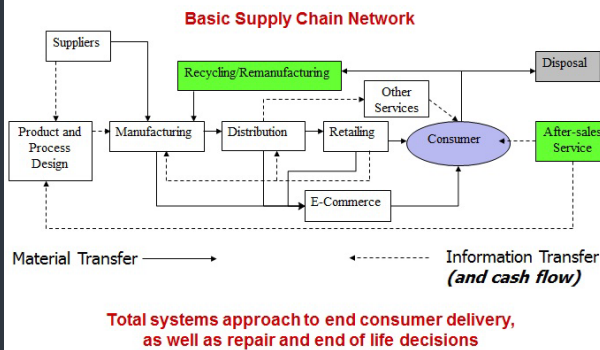 Basic Supply Chain Network
Suppliers
Recycling/Remanufacturing
Disposal
Other
Services
Product and
Process
Design
Manufacturing
Distribution
Retailing
Consumer
After-sales
Service
E-Commerce
Material Transfer
Information Transfer
(and cash flow)
Total systems approach to end consumer delivery,
as well as repair and end of life decisions